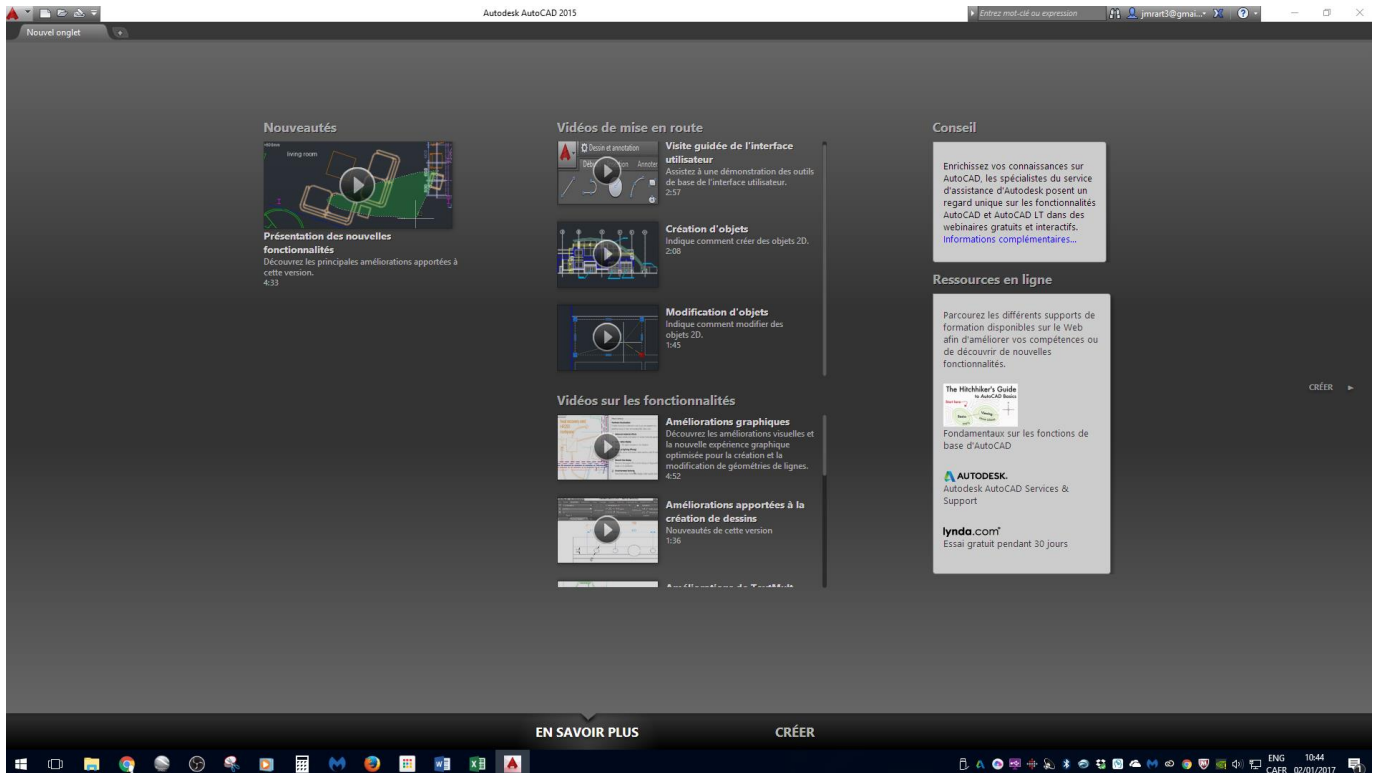 Autodesk AutoCAD 2015
Entrez mot-clé ou expression
jmrart3@gmai...
Nouvel onglet
Nouveautés
living room
Présentation des nouvelles
fonctionnalités
Découvrez les principales améliorations apportées à
cette version.
4:33
Vidéos de mise en route
Dessin et annotation
Annoter
Visite guidée de l'interface
utilisateur
Assistez à une démonstration des outils
de base de l'interface utilisateur.
2:57
Création d'objets
Indique comment créer des objets 2D.
2:08
Modification d'objets
Indique comment modifier des
objets 2D.
1:45
Vidéos sur les fonctionnalités
Améliorations graphiques
Découvrez les améliorations visuelles et
la nouvelle expérience graphique
optimisée pour la création et la
modification de géométries de lignes.
4:52
Améliorations apportées à la
création de dessins
Nouveautés de cette version
1:36
Conseil
Enrichissez vos connaissances sur
AutoCAD, les spécialistes du service
d'assistance d'Autodesk posent un
regard unique sur les fonctionnalités
AutoCAD et AutoCAD LT dans des
webinaires gratuits et interactifs.
Informations complémentaires...
Ressources en ligne
Parcourez les différents supports de
formation disponibles sur le Web
afin d'améliorer vos compétences ou
de découvrir de nouvelles
fonctionnalités.
The Hitchhiker's Guide
to AutoCAD Basics
Start here
Fondamentaux sur les fonctions de
base d'AutoCAD
AUTODESK.
Autodesk AutoCAD Services &
Support
lynda.com
Essai gratuit pendant 30 jours
CRÉER
EN SAVOIR PLUS
CRÉER
ENG
CAFR
10:44
02/01/2017